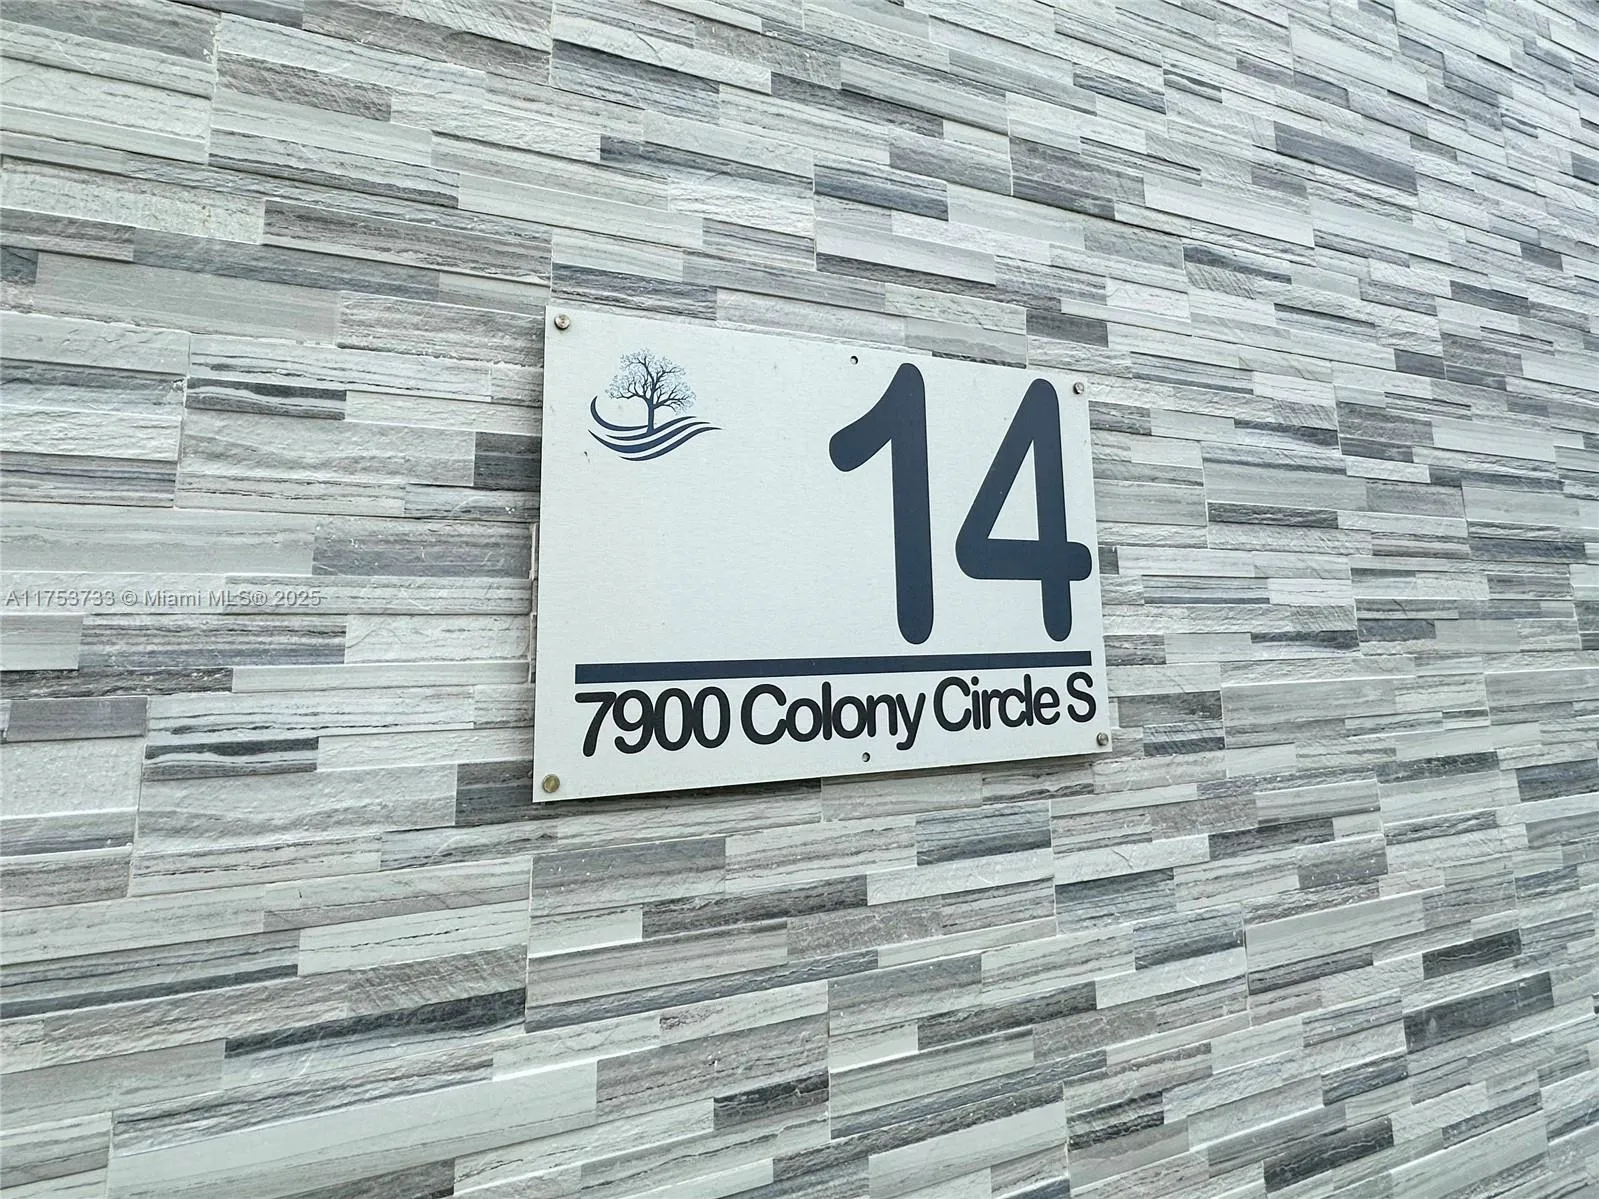 14
7900 Colony Circle S
A11753733 © Miami MLS® 2025